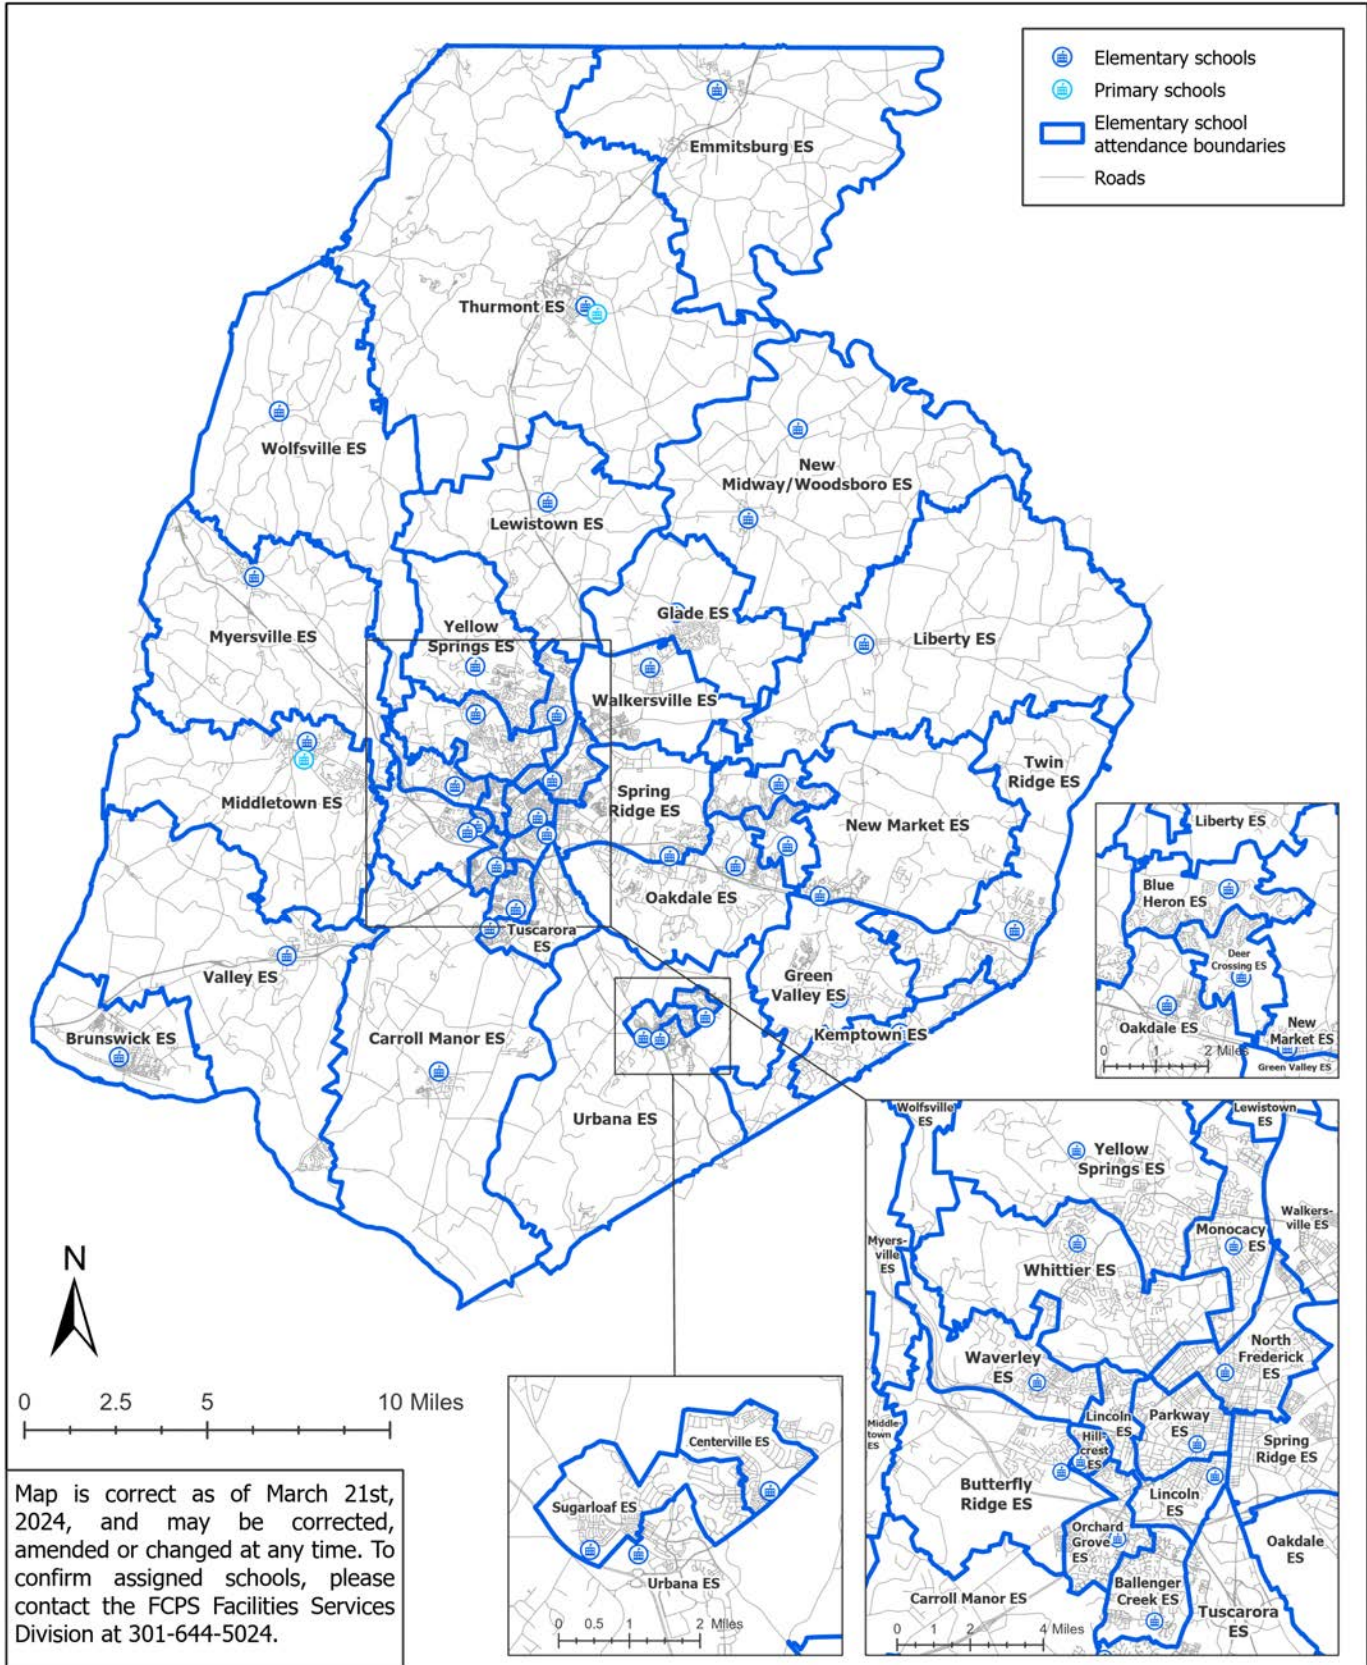 Elementary schools
Primary schools
Elementary school
attendance boundaries
Roads
Emmitsburg ES
Thurmont ES
Wolfsville ES
New
Midway/Woodsboro ES
Lewistown ES
Glade ES
Liberty ES
Myersville ES
Yellow
Springs ES
Walkersville ES
Twin
Ridge ES
Spring
Ridge ES
Middletown ES
New Market ES
Oakdale ES
Tuscarora
ES
Valley ES
Green
Valley ES
Brunswick ES
Carroll Manor ES
Kemptown ES
Urbana ES
Liberty ES
Blue
Heron ES
Deer
Crossing ES
Oakdale ES
New
Market ES
0 1 2 Miles
Green Valley ES
Wolfsville
ES
Lewistown
ES
Yellow
Springs ES
Walkers-
ville ES
Monocacy
ES
Myers-
ville
ES
Whittier ES
North
Frederick
ES
Waverley
ES
Middle-
town
ES
Lincoln
ES
Parkway
ES
Hill-
crest
ES
Spring
Ridge ES
Butterfly
Ridge ES
Lincoln
ES
Orchard
Grove
ES
Oakdale
ES
Ballenger
Creek ES
Carroll Manor ES
Tuscarora
ES
0 1 2 4 Miles
Centerville ES
Sugarloaf ES
Urbana ES
0 0.5 1 2 Miles
N
0 2.5 5 10 Miles
Map is correct as of March 21st,
2024, and may be corrected,
amended or changed at any time. To
confirm assigned schools, please
contact the FCPS Facilities Services
Division at 301-644-5024.